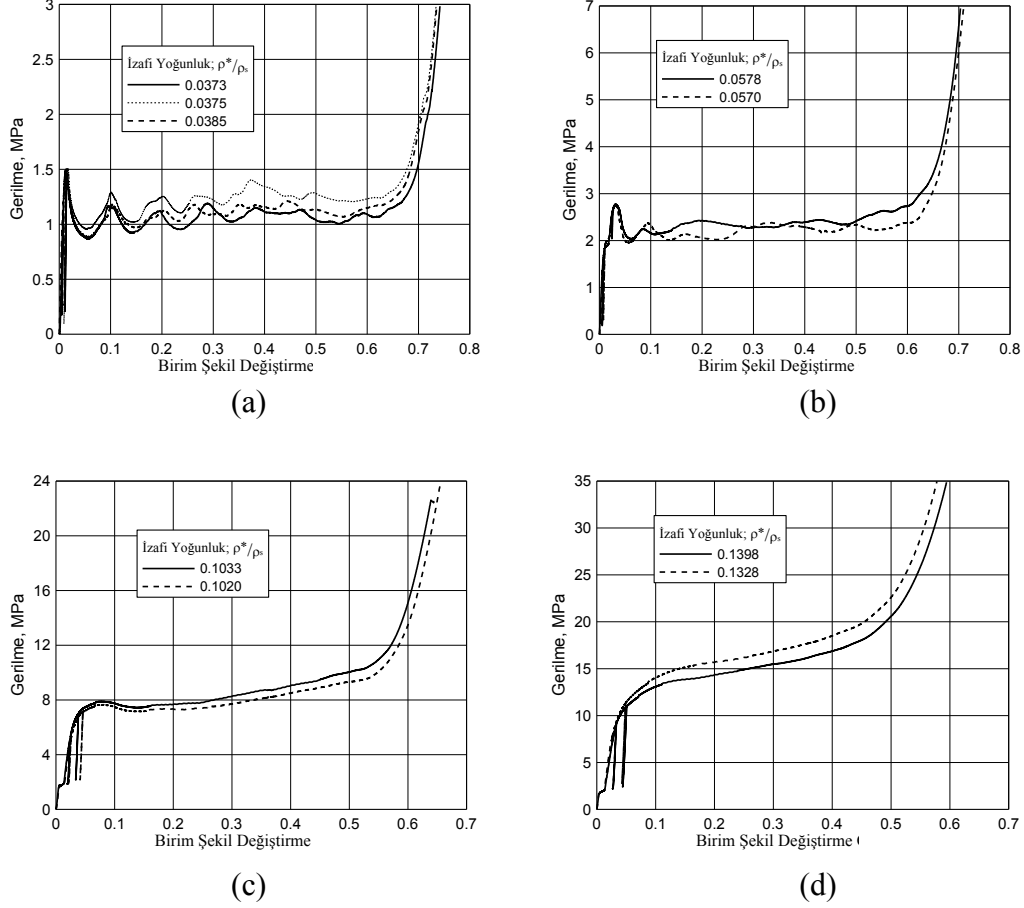 3
2.5
2
1.5
1
0.5
0
Gerilme, MPa
İzafi Yoğunluk; ρ*/ρs
0.0373
0.0375
0.0385
0 0.1 0.2 0.3 0.4 0.5 0.6 0.7 0.8
Birim Şekil Değiştirme
(a)
7
6
5
4
3
2
1
0
Gerilme, MPa
İzafi Yoğunluk; ρ*/ρs
0.0578
0.0570
0 0.1 0.2 0.3 0.4 0.5 0.6 0.7 0.8
Birim Şekil Değiştirme
(b)
24
20
16
12
8
4
0
Gerilme, MPa
İzafi Yoğunluk; ρ*/ρs
0.1033
0.1020
0 0.1 0.2 0.3 0.4 0.5 0.6 0.7
Birim Şekil Değiştirme
(c)
35
30
25
20
15
10
5
0
Gerilme, MPa
İzafi Yoğunluk; ρ*/ρs
0.1398
0.1328
0 0.1 0.2 0.3 0.4 0.5 0.6 0.7
Birim Şekil Değiştirme (
(d)